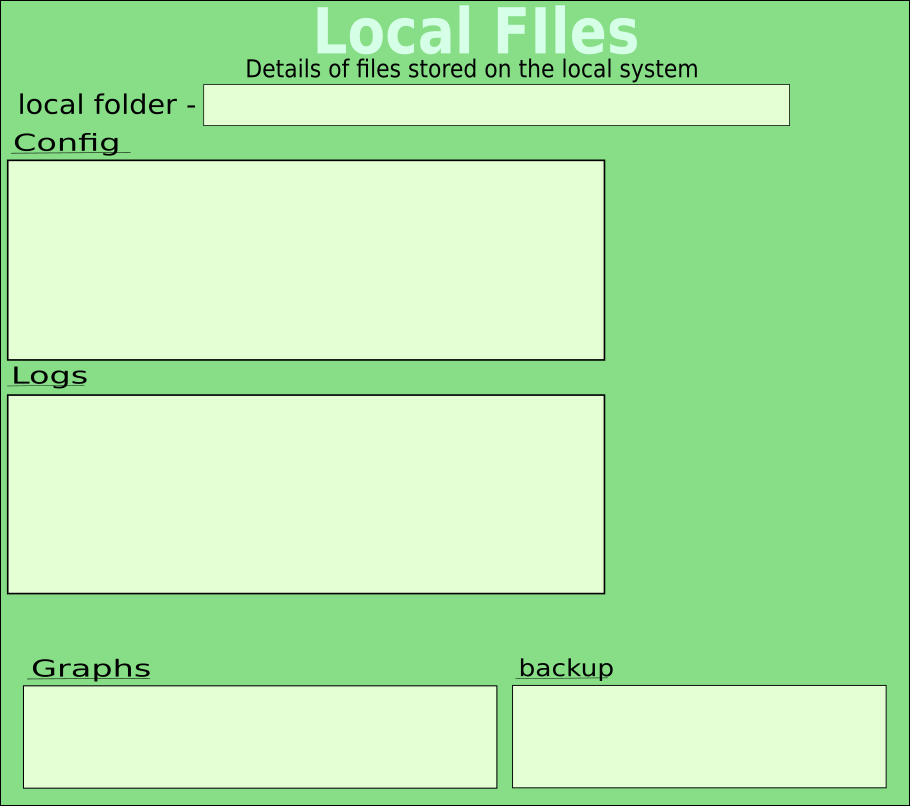 Local FIles
Details of files stored on the local system
local folder -
Config
Logs
Graphs
backup